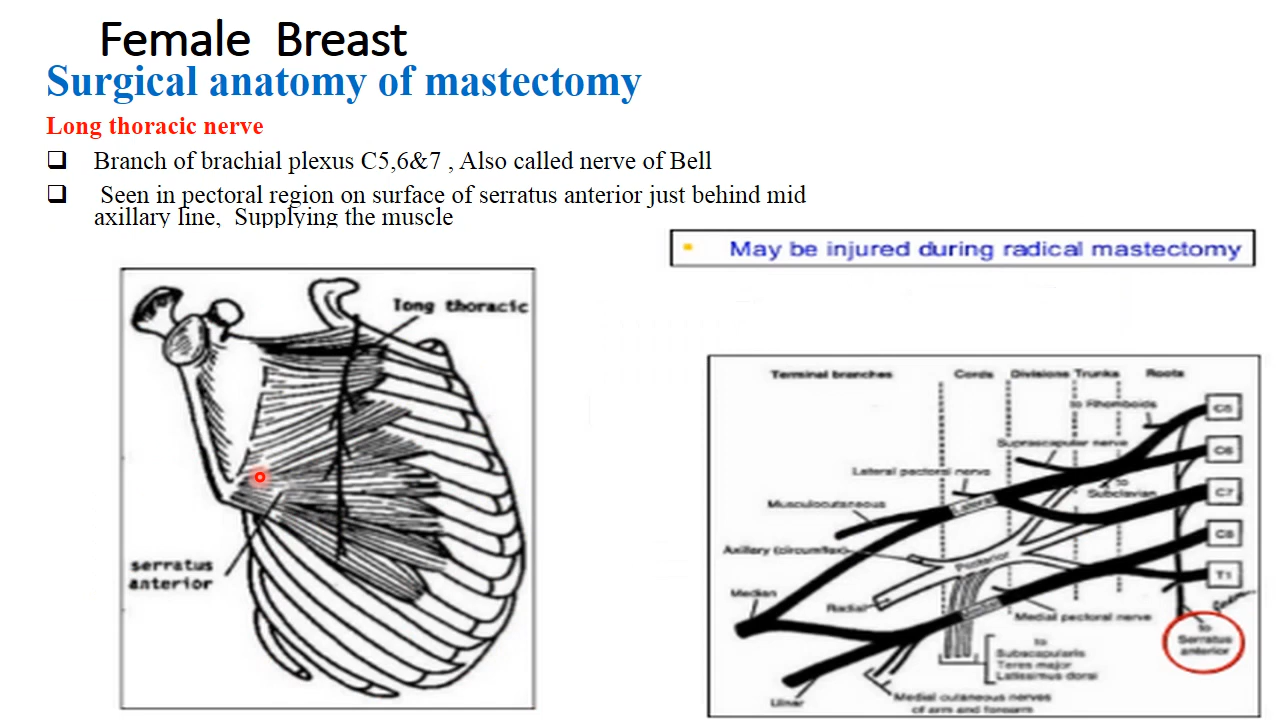 Female Breast
Surgical anatomy of mastectomy
Long thoracic nerve
❑ Branch of brachial plexus C5,6&7 , Also called nerve of Bell
❑ Seen in pectoral region on surface of serratus anterior just behind mid
axillary line, Supplying the muscle
▪ May be injured during radical mastectomy
long thoracic
serratus
anterior
Terminal branches
Cords
Divisions
Trunks
Roots
to Rhomboids
C5
Suprascapular nerve
C6
Lateral pectoral nerve
to
Subclavian
C7
Musculocutaneous
Lateral
C8
Axillary (circumflex)
Posterior
T1
Median
Radial
Medial pectoral nerve
to
Serratus
anterior
to
Subscapularis
Teres major
Latissimus dorsi
Ulnar
Medial cutaneous nerves
of arm and forearm